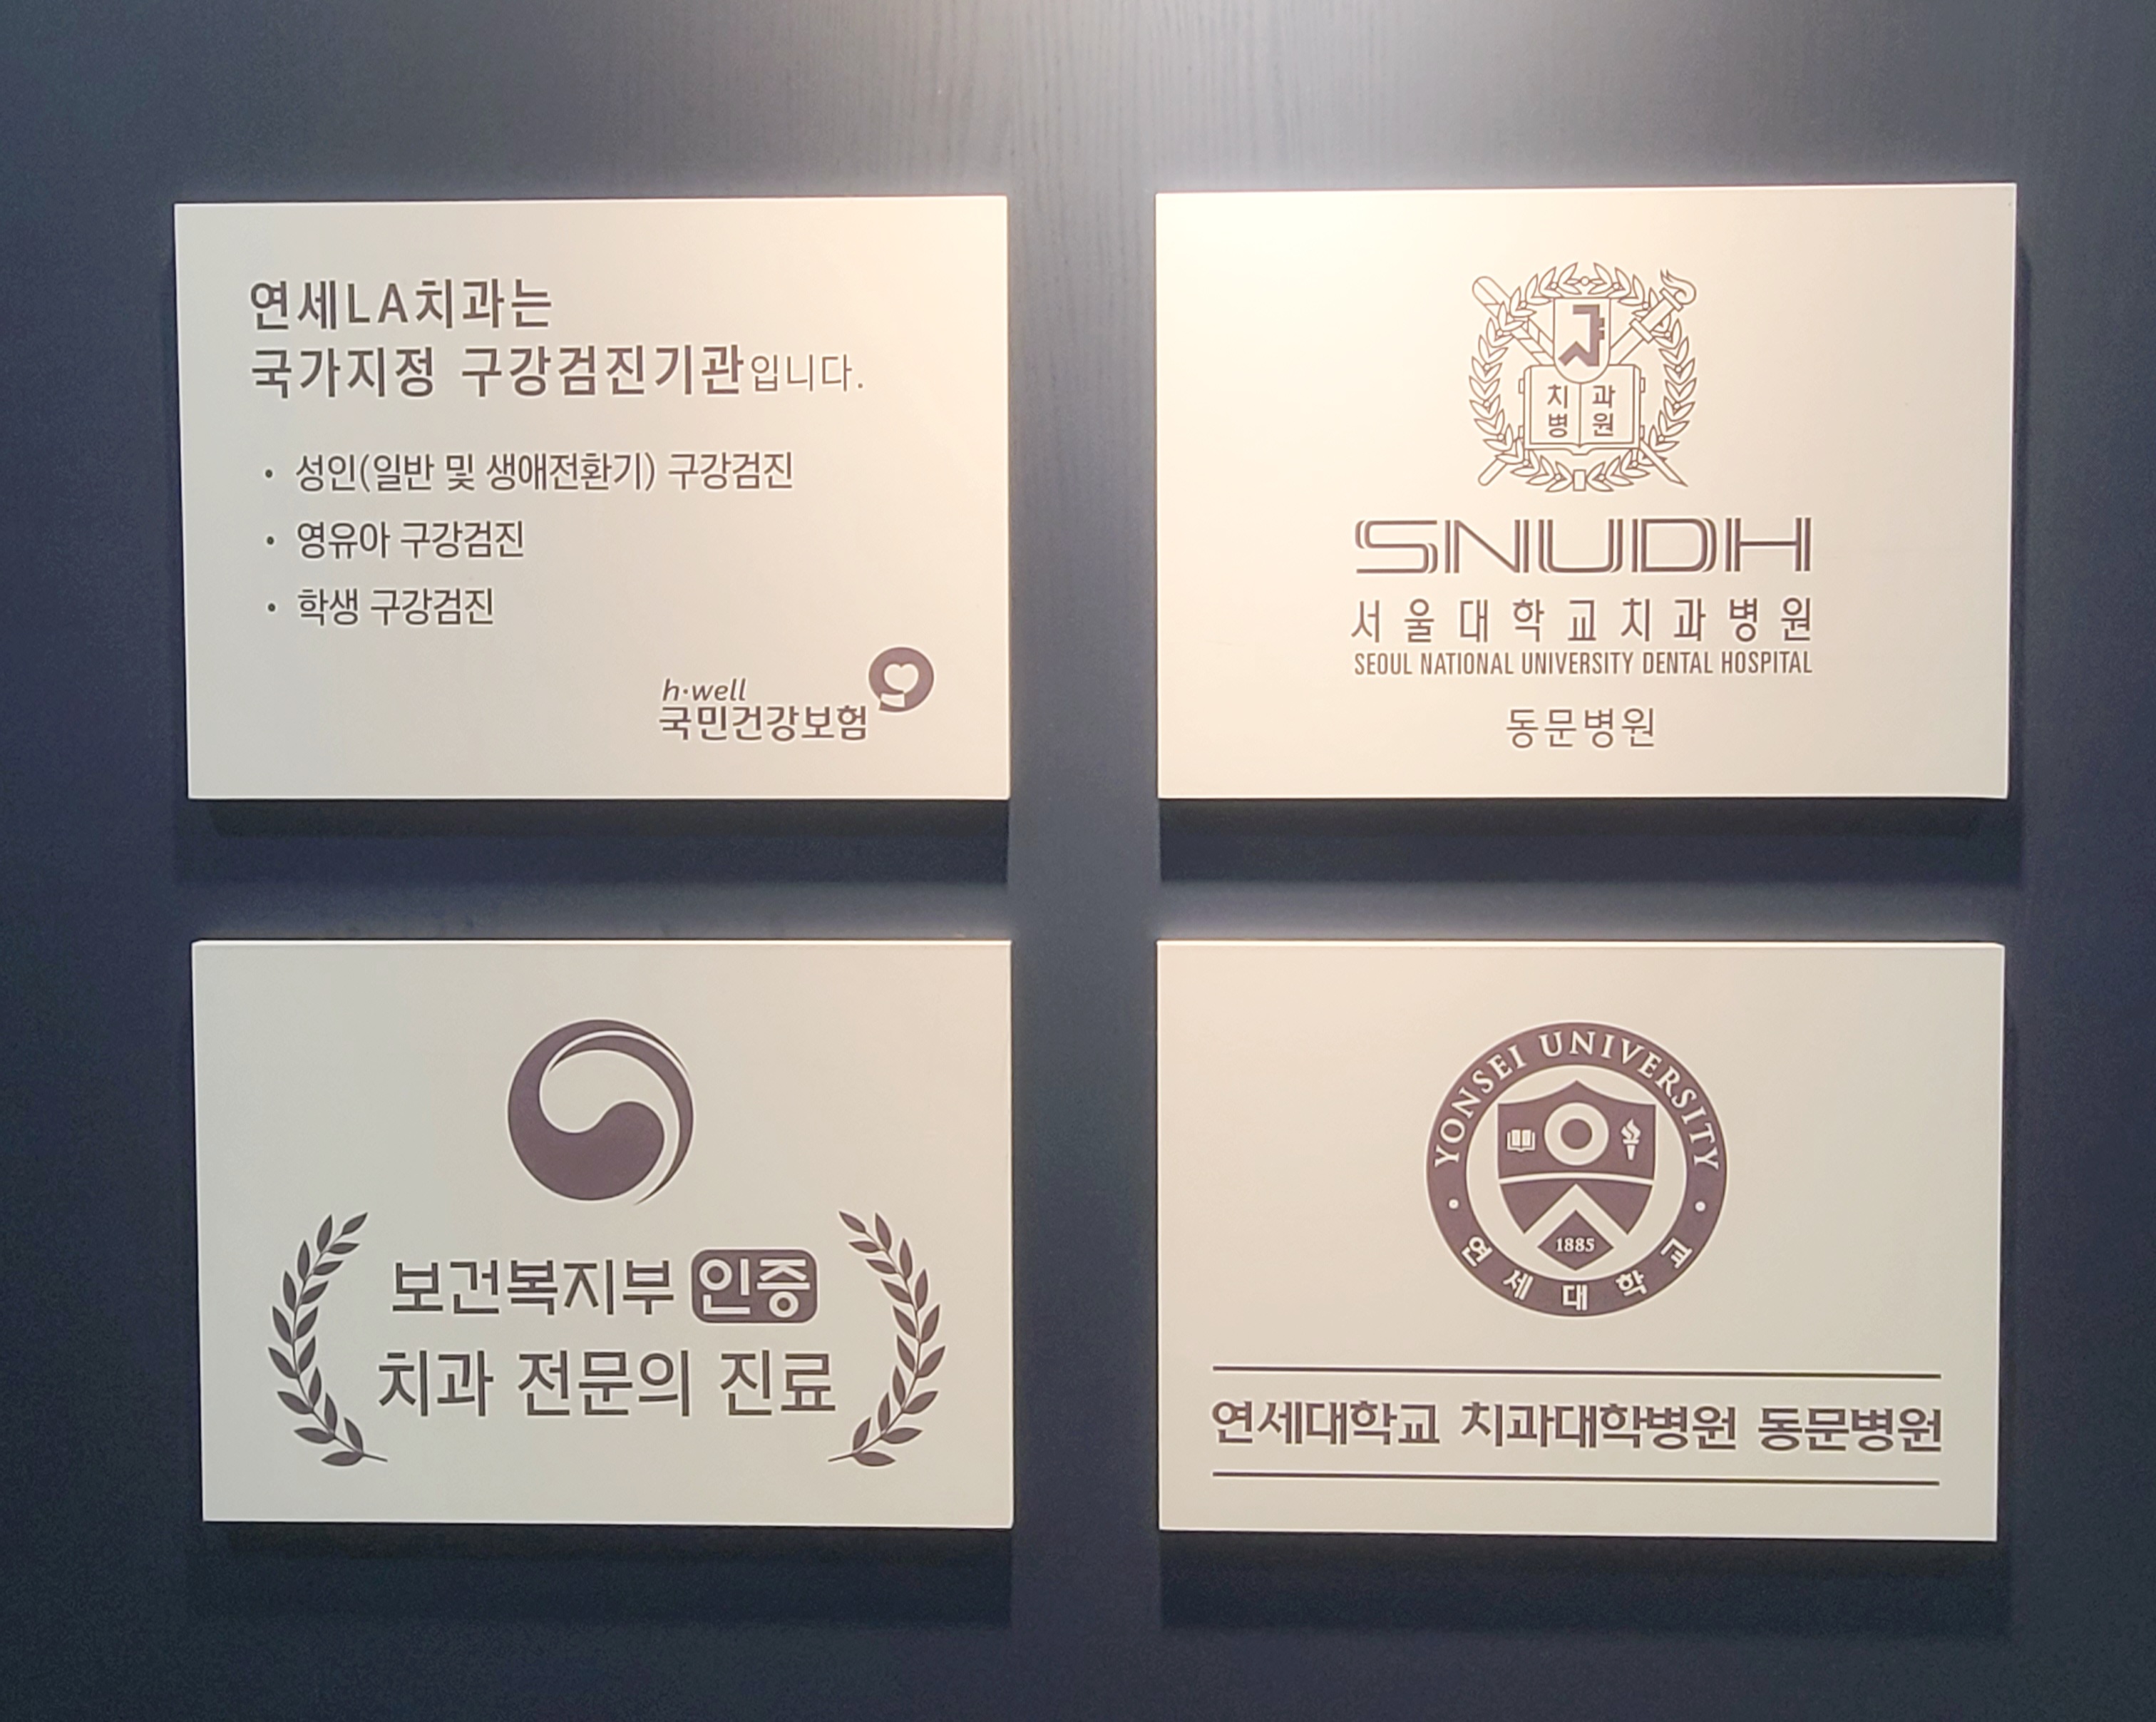 연세LA치과는
국가지정 구강검진기관입니다.
· 성인(일반 및 생애전환기) 구강검진
· 영유아 구강검진
· 학생 구강검진
h·well
국민건강보험
치과
병원
SNUDH
서울대학교치과병원
SEOUL NATIONAL UNIVERSITY DENTAL HOSPITAL
동문병원
보건복지부 인증
치과 전문의 진료
YONSEI UNIVERSITY
1885
· 연세대학교 ·
연세대학교 치과대학병원 동문병원